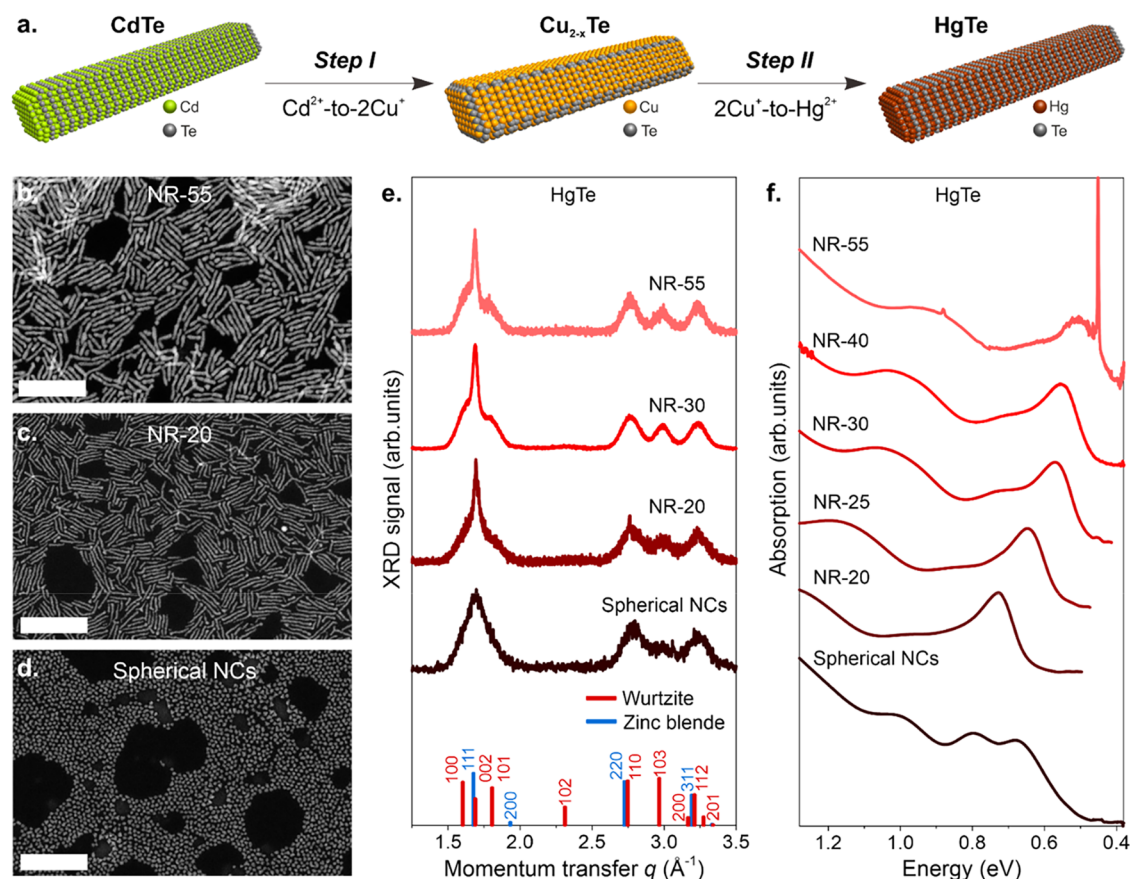 a.
CdTe
Cu2-xTe
HgTe
Step I
Step II
Cd2+-to-2Cu+
2Cu+-to-Hg2+
Cd
Te
Cu
Te
Hg
Te
b.
NR-55
c.
NR-20
d.
Spherical NCs
e.
HgTe
XRD signal (arb.units)
NR-55
NR-30
NR-20
Spherical NCs
Wurtzite
Zinc blende
100
111
002
101
200
102
220
110
103
200
311
112
201
1.5
2.0
2.5
3.0
3.5
Momentum transfer q (Å-1)
f.
HgTe
Absorption (arb.units)
NR-55
NR-40
NR-30
NR-25
NR-20
Spherical NCs
1.2
1.0
0.8
0.6
0.4
Energy (eV)